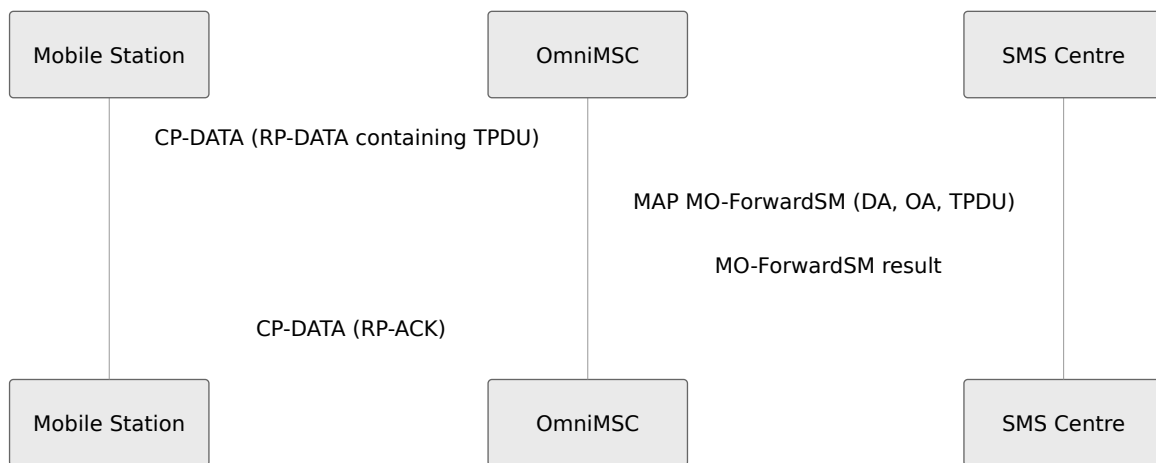 Mobile Station
OmniMSC
SMS Centre
CP-DATA (RP-DATA containing TPDU)
MAP MO-ForwardSM (DA, OA, TPDU)
MO-ForwardSM result
CP-DATA (RP-ACK)
Mobile Station
OmniMSC
SMS Centre